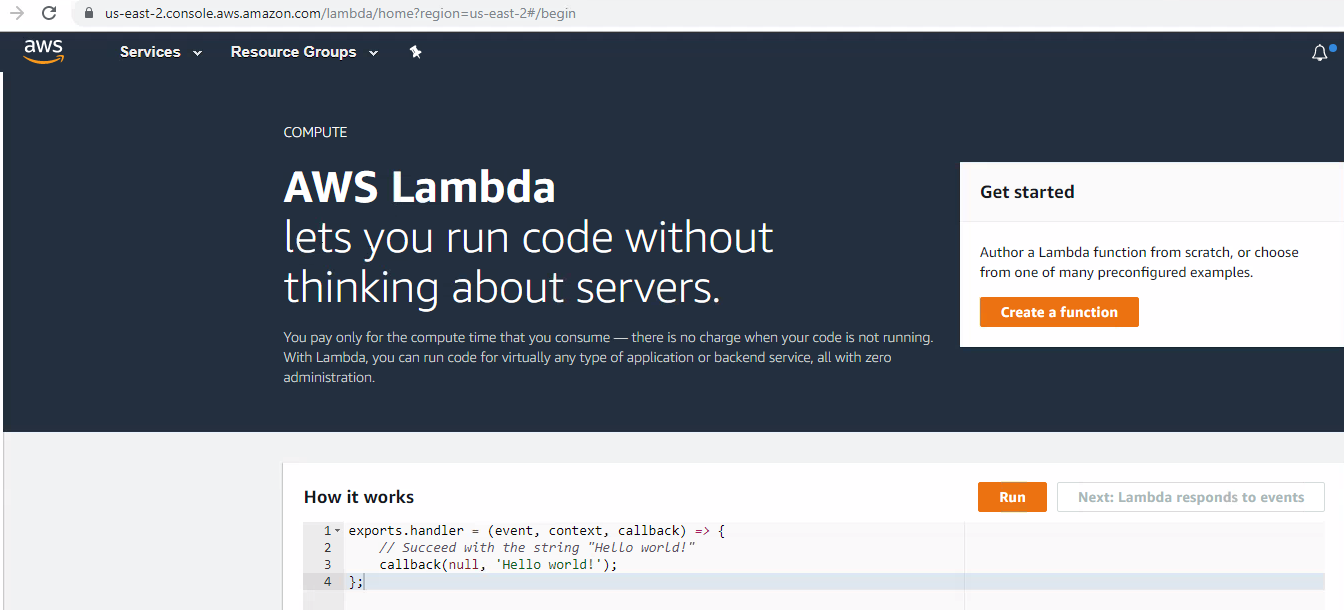 us-east-2.console.aws.amazon.com/lambda/home?region=us-east-2#/begin
aws
Services
Resource Groups
COMPUTE
AWS Lambda
lets you run code without
thinking about servers.
You pay only for the compute time that you consume — there is no charge when your code is not running.
With Lambda, you can run code for virtually any type of application or backend service, all with zero
administration.
Get started
Author a Lambda function from scratch, or choose
from one of many preconfigured examples.
Create a function
How it works
Run
Next: Lambda responds to events
1 exports.handler = (event, context, callback) => {
2 // Succeed with the string "Hello world!"
3 callback(null, 'Hello world!');
4 };